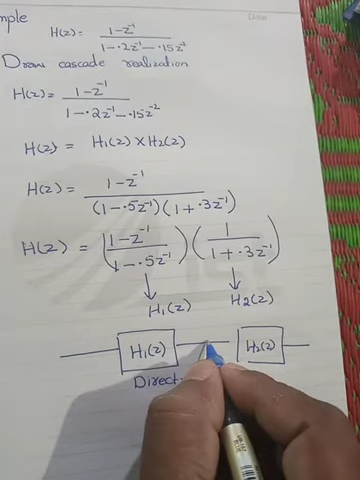 mple
H(z) = 1-z⁻¹ / 1-.2z⁻¹-.15z⁻²
Draw cascade realization
H(z) = 1-z⁻¹ / 1-.2z⁻¹-.15z⁻²
H(z) = H₁(z) × H₂(z)
H(z) = 1-z⁻¹ / (1-.5z⁻¹)(1+.3z⁻¹)
H(z) = (1-z⁻¹ / 1-.5z⁻¹) (1 / 1+.3z⁻¹)
↓ ↓
H₁(z) H₂(z)
H₁(z) H₂(z)
Direct